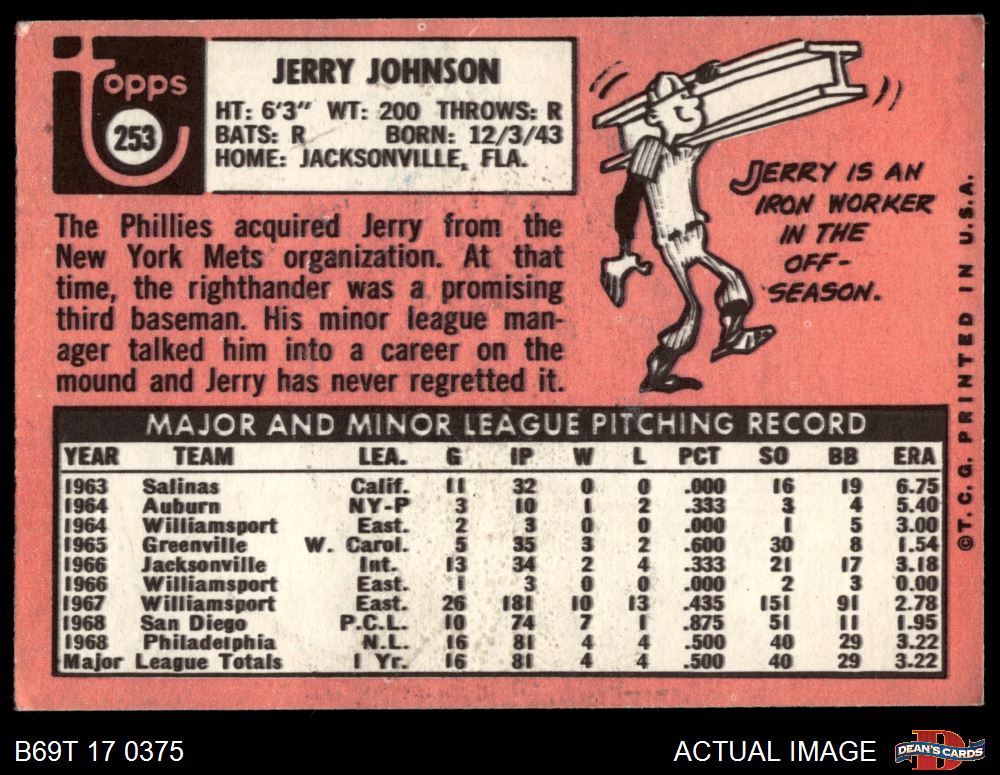 topps
253
JERRY JOHNSON
HT: 6'3" WT: 200 THROWS: R
BATS: R BORN: 12/3/43
HOME: JACKSONVILLE, FLA.
The Phillies acquired Jerry from the
New York Mets organization. At that
time, the righthander was a promising
third baseman. His minor league man-
ager talked him into a career on the
mound and Jerry has never regretted it.
JERRY IS AN
IRON WORKER
IN THE
OFF-
SEASON.
©T.C.G. PRINTED IN U.S.A.
MAJOR AND MINOR LEAGUE PITCHING RECORD
YEAR TEAM LEA. G IP W L PCT SO BB ERA
1963 Salinas Calif. 11 32 0 0 .000 16 19 6.75
1964 Auburn NY-P 3 10 1 2 .333 3 4 5.40
1964 Williamsport East. 2 3 0 0 .000 1 5 3.00
1965 Greenville W. Carol. 5 35 3 2 .600 30 8 1.54
1966 Jacksonville Int. 13 34 2 4 .333 21 17 3.18
1966 Williamsport East. 1 3 0 0 .000 2 3 0.00
1967 Williamsport East. 26 181 10 13 .435 151 91 2.78
1968 San Diego P.C.L. 10 74 7 1 .875 51 11 1.95
1968 Philadelphia N.L. 16 81 4 4 .500 40 29 3.22
Major League Totals 1 Yr. 16 81 4 4 .500 40 29 3.22
B69T 17 0375
ACTUAL IMAGE
DEAN'S CARDS